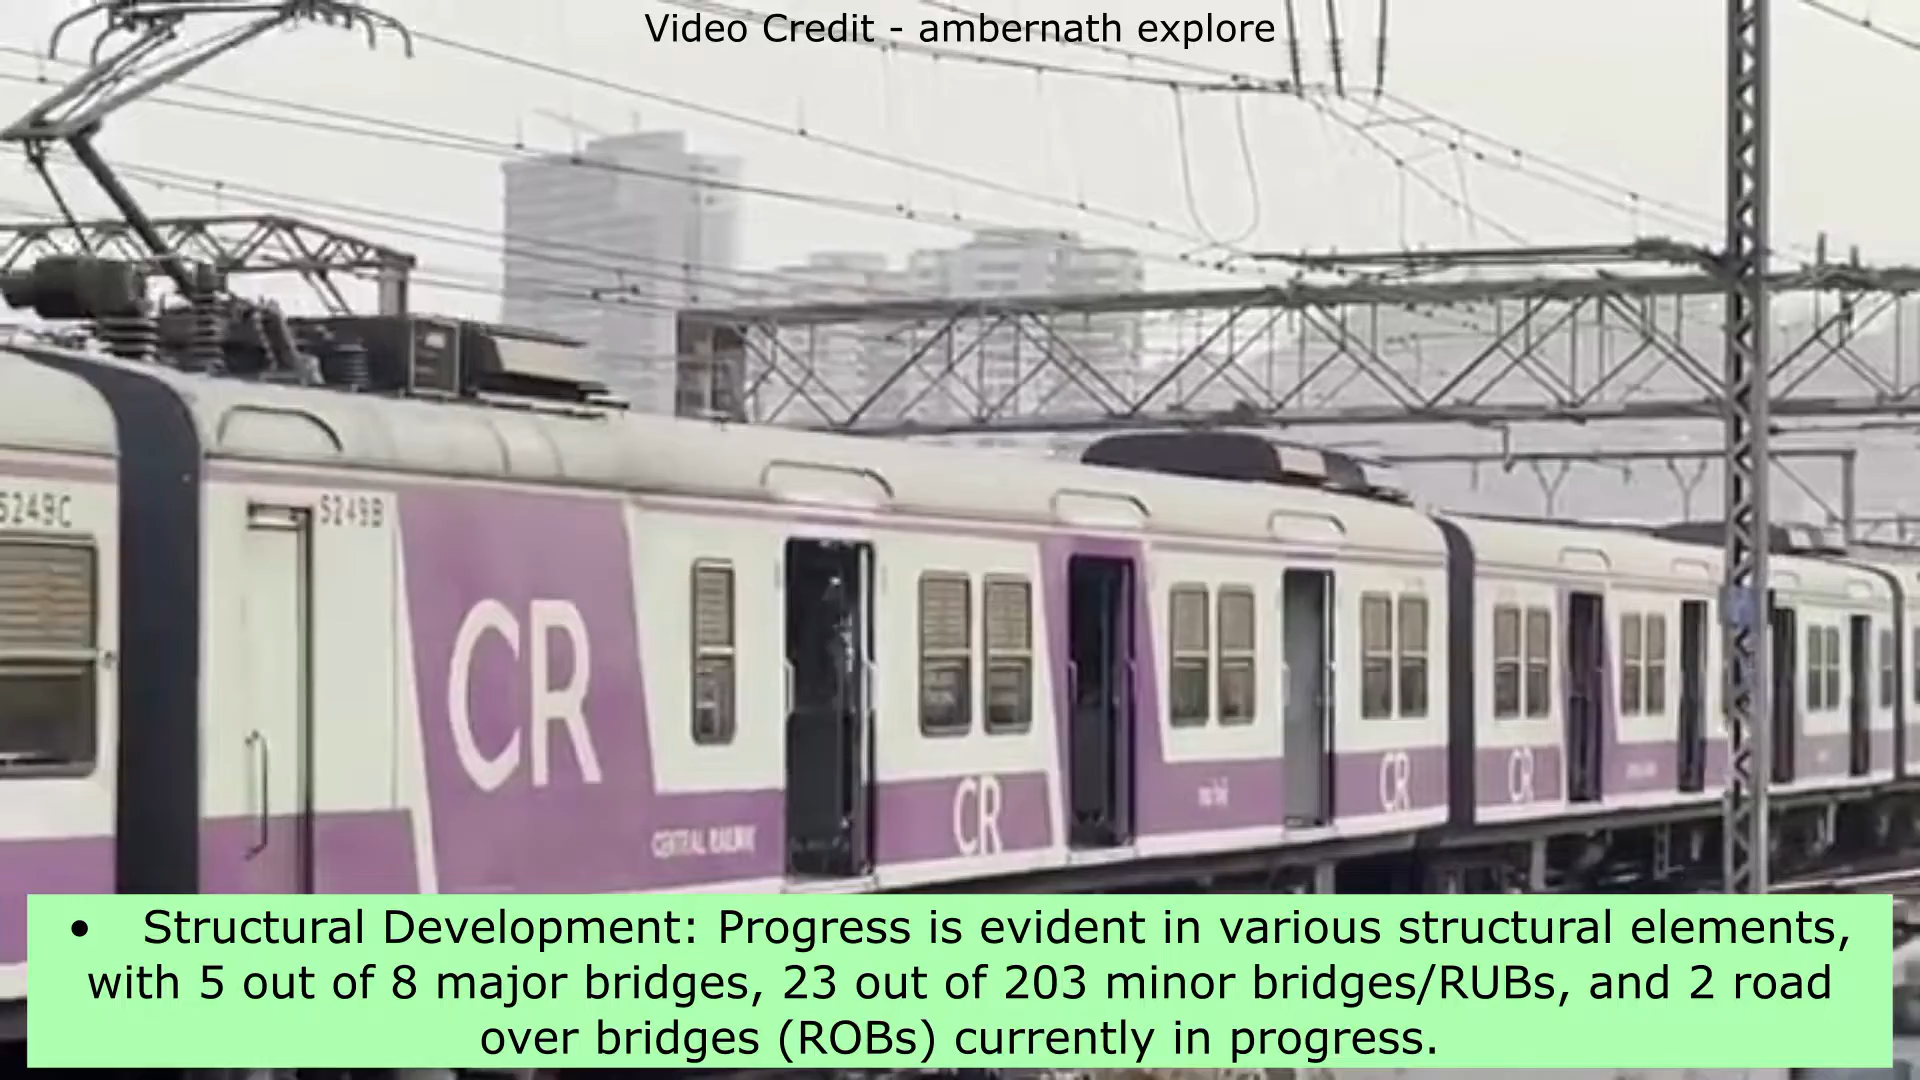 Video Credit - ambernath explore
5249C
5249B
CR
CENTRAL RAILWAY
CR
CR
CR
• Structural Development: Progress is evident in various structural elements,
with 5 out of 8 major bridges, 23 out of 203 minor bridges/RUBs, and 2 road
over bridges (ROBs) currently in progress.